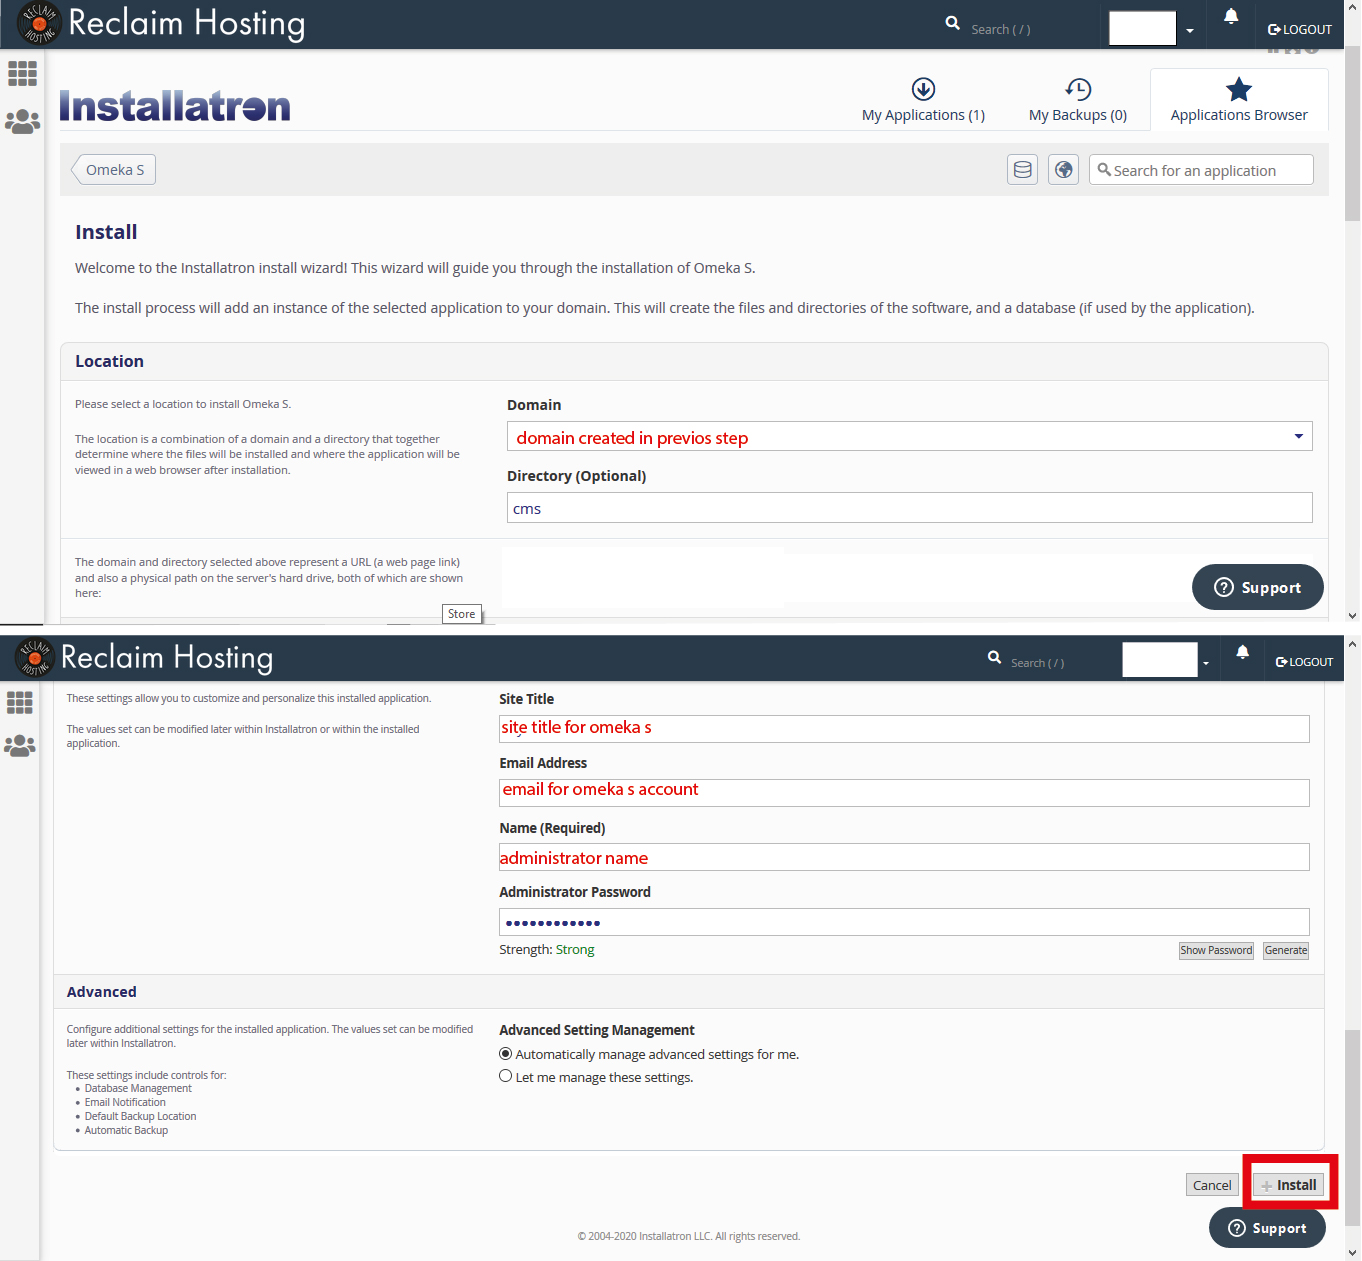 Reclaim Hosting
Search ( / )
LOGOUT
RECLAIM
HOSTING
Installatron
My Applications (1)
My Backups (0)
Applications Browser
Omeka S
Search for an application
Install
Welcome to the Installatron install wizard! This wizard will guide you through the installation of Omeka S.
The install process will add an instance of the selected application to your domain. This will create the files and directories of the software, and a database (if used by the application).
Location
Please select a location to install Omeka S.
The location is a combination of a domain and a directory that together
determine where the files will be installed and where the application will be
viewed in a web browser after installation.
Domain
domain created in previos step
Directory (Optional)
cms
The domain and directory selected above represent a URL (a web page link)
and also a physical path on the server's hard drive, both of which are shown
here:
Support
Store
Reclaim Hosting
Search ( / )
LOGOUT
RECLAIM
HOSTING
These settings allow you to customize and personalize this installed application.
The values set can be modified later within Installatron or within the installed
application.
Site Title
site title for omeka s
Email Address
email for omeka s account
Name (Required)
administrator name
Administrator Password
••••••••••••
Strength: Strong
Show Password
Generate
Advanced
Configure additional settings for the installed application. The values set can be modified
later within Installatron.
These settings include controls for:
• Database Management
• Email Notification
• Default Backup Location
• Automatic Backup
Advanced Setting Management
Automatically manage advanced settings for me.
Let me manage these settings.
Cancel
+ Install
Support
© 2004-2020 Installatron LLC. All rights reserved.